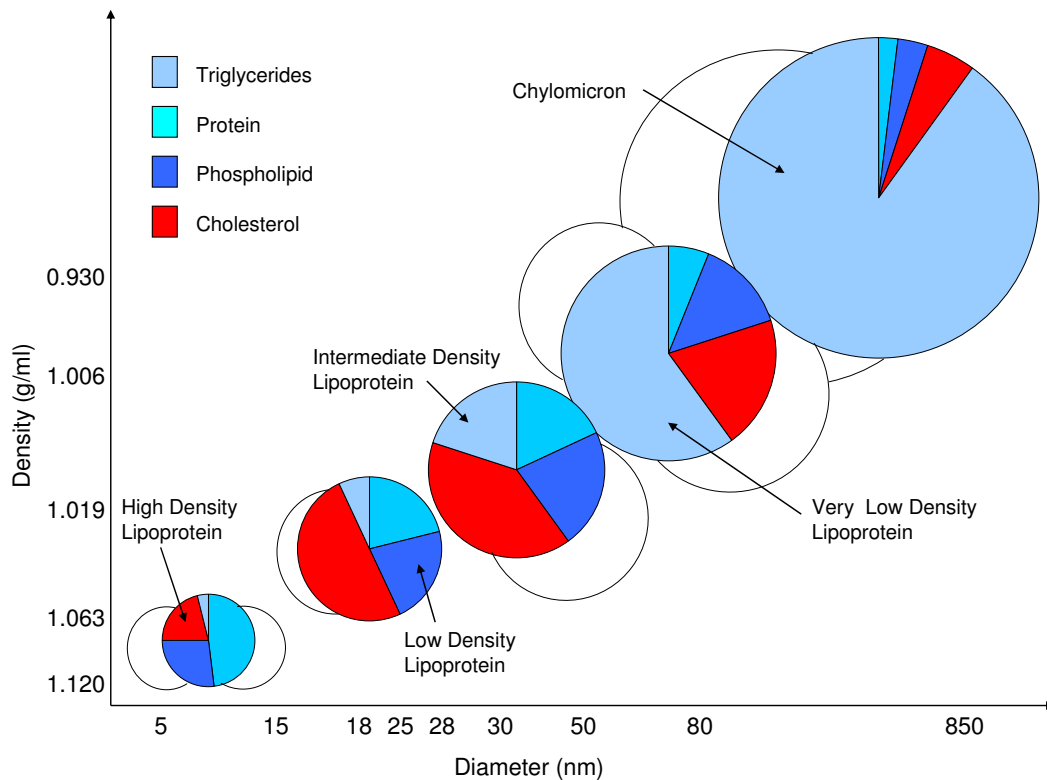 Triglycerides
Protein
Phospholipid
Cholesterol
Chylomicron
Intermediate Density
Lipoprotein
High Density
Lipoprotein
Very Low Density
Lipoprotein
Low Density
Lipoprotein
Density (g/ml)
0.930
1.006
1.019
1.063
1.120
5 15 18 25 28 30 50 80 850
Diameter (nm)